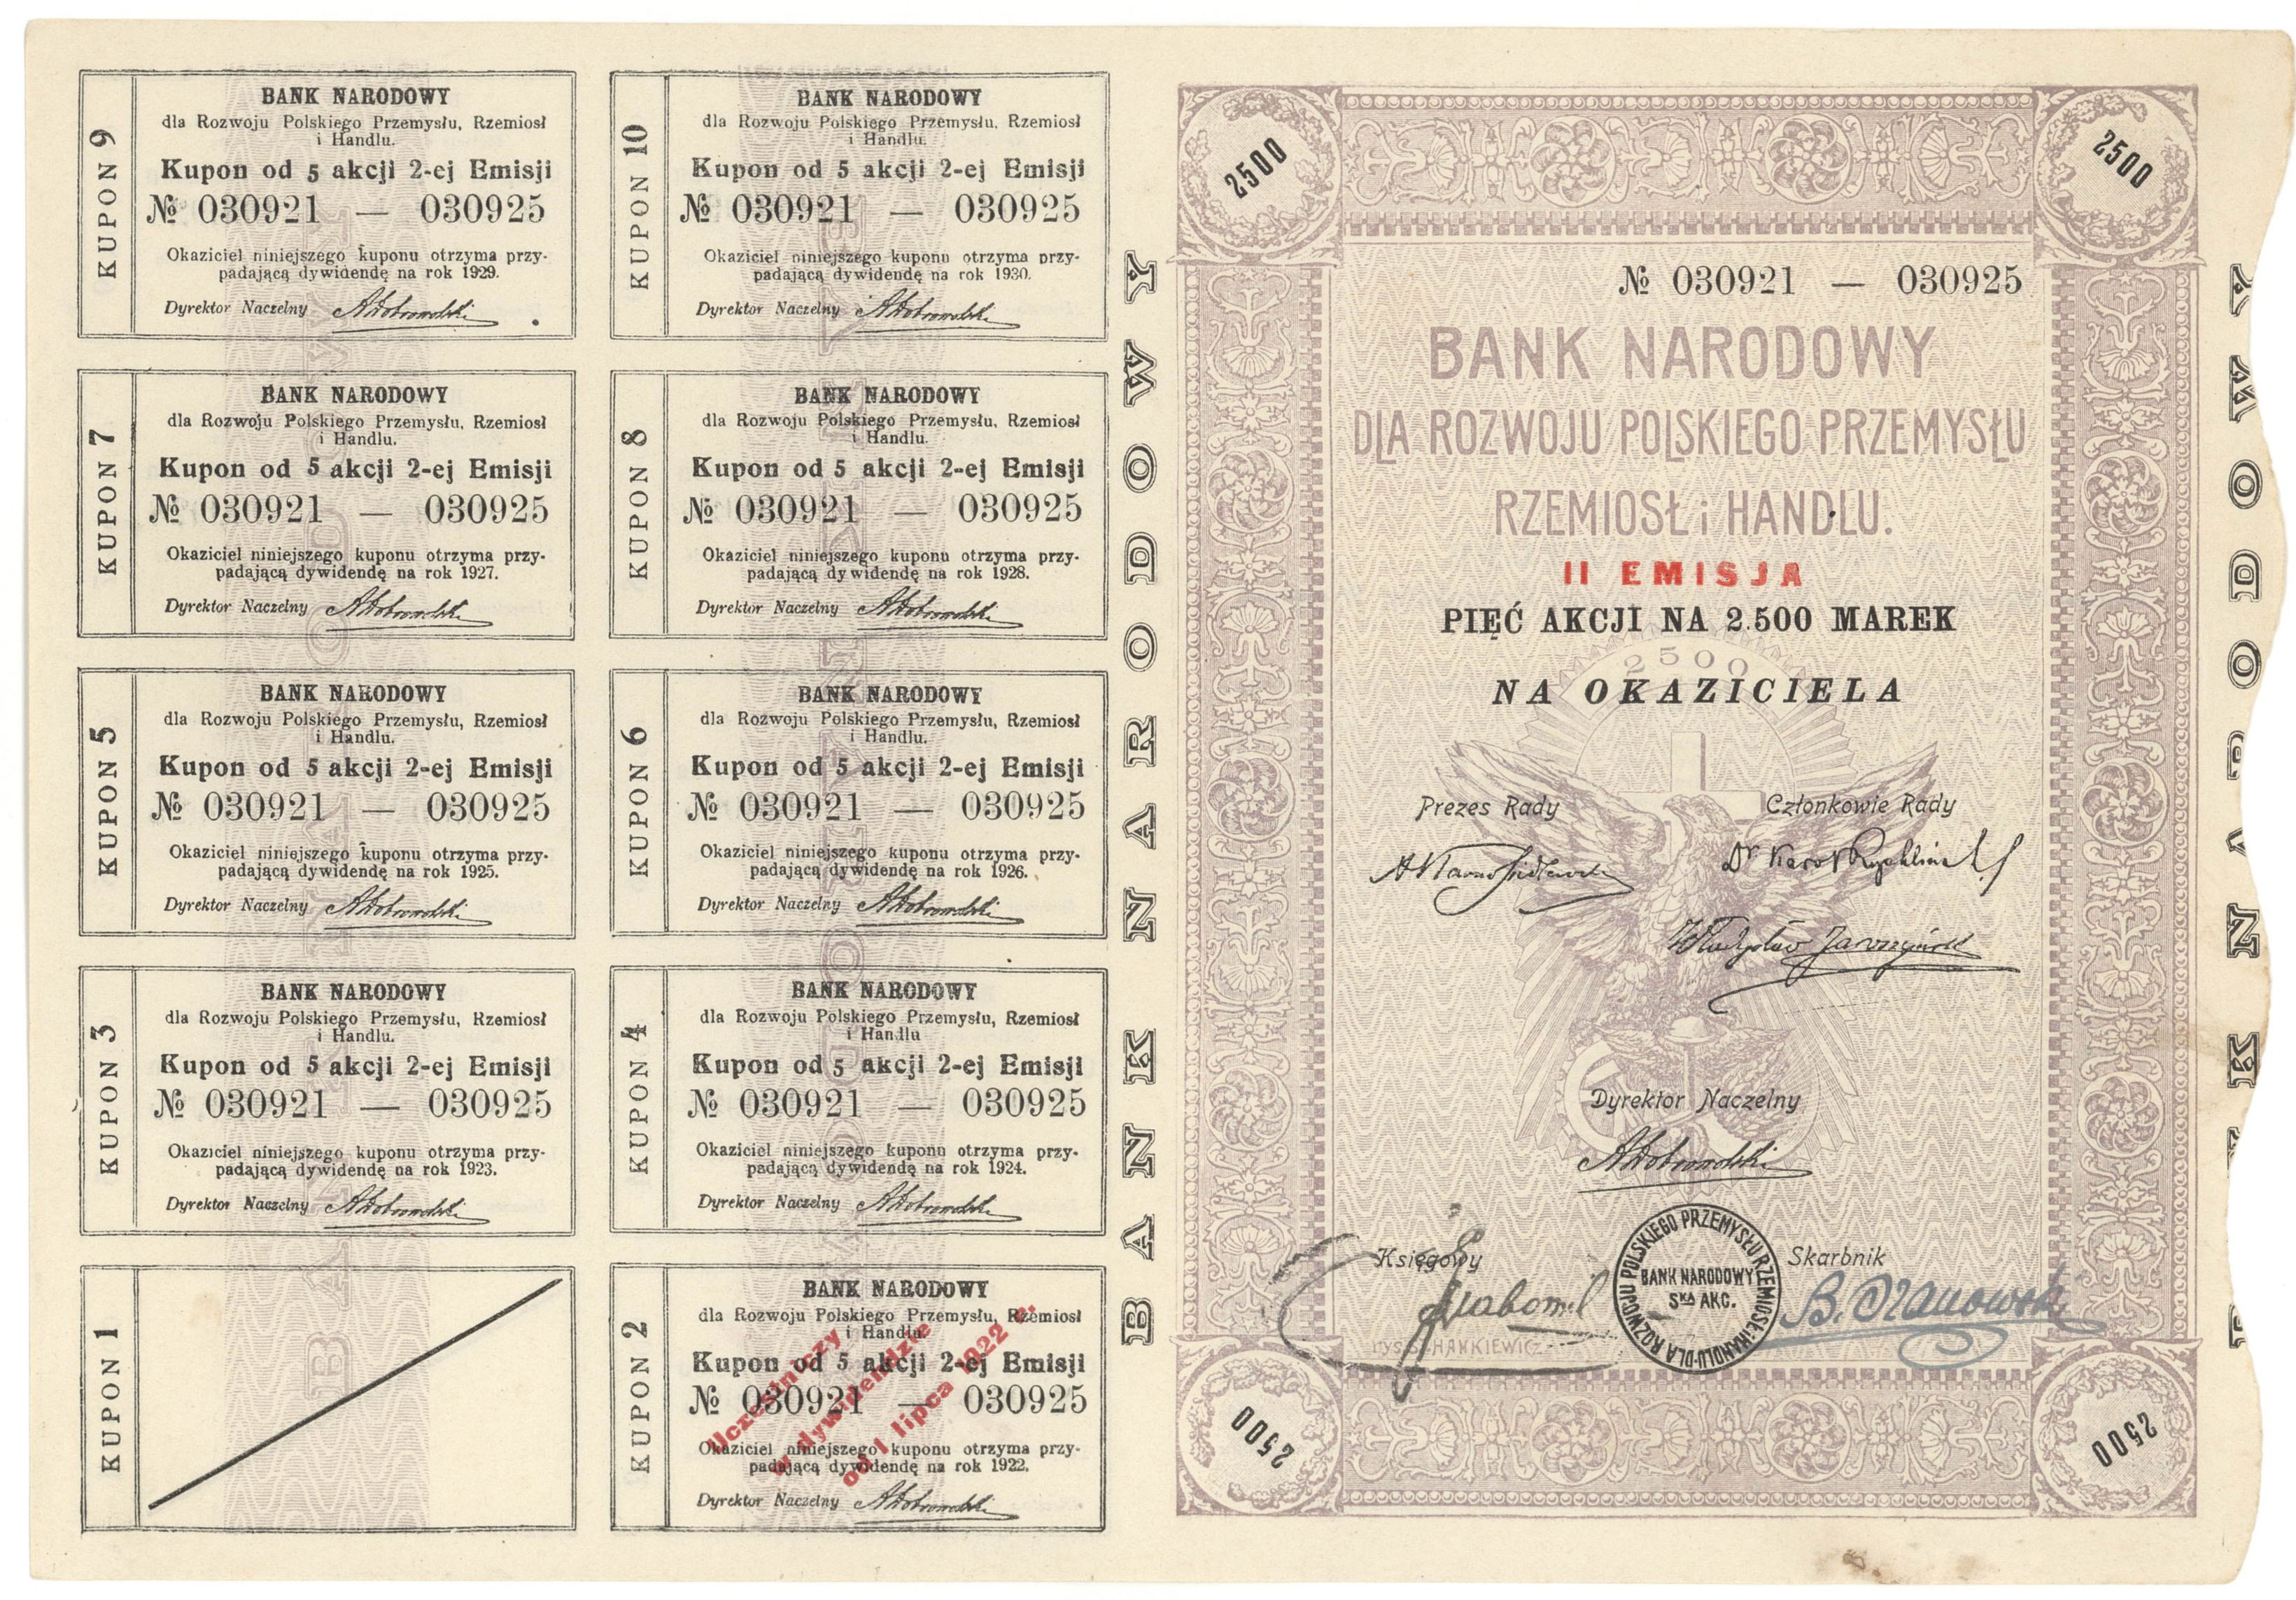 KUPON 9
BANK NARODOWY
dla Rozwoju Polskiego Przemysłu, Rzemiosł
i Handlu.
Kupon od 5 akcji 2-ej Emisji
№ 030921 — 030925
Okaziciel niniejszego kuponu otrzyma przy-
padającą dywidendę na rok 1929.
Dyrektor Naczelny ADobrowolski
KUPON 10
BANK NARODOWY
dla Rozwoju Polskiego Przemysłu, Rzemiosł
i Handlu.
Kupon od 5 akcji 2-ej Emisji
№ 030921 — 030925
Okaziciel niniejszego kuponu otrzyma przy-
padającą dywidendę na rok 1930.
Dyrektor Naczelny ADobrowolski
KUPON 7
BANK NARODOWY
dla Rozwoju Polskiego Przemysłu, Rzemiosł
i Handlu.
Kupon od 5 akcji 2-ej Emisji
№ 030921 — 030925
Okaziciel niniejszego kuponu otrzyma przy-
padającą dywidendę na rok 1927.
Dyrektor Naczelny ADobrowolski
KUPON 8
BANK NARODOWY
dla Rozwoju Polskiego Przemysłu, Rzemiosł
i Handlu.
Kupon od 5 akcji 2-ej Emisji
№ 030921 — 030925
Okaziciel niniejszego kuponu otrzyma przy-
padającą dywidendę na rok 1928.
Dyrektor Naczelny ADobrowolski
KUPON 5
BANK NARODOWY
dla Rozwoju Polskiego Przemysłu, Rzemiosł
i Handlu.
Kupon od 5 akcji 2-ej Emisji
№ 030921 — 030925
Okaziciel niniejszego kuponu otrzyma przy-
padającą dywidendę na rok 1925.
Dyrektor Naczelny ADobrowolski
KUPON 6
BANK NARODOWY
dla Rozwoju Polskiego Przemysłu, Rzemiosł
i Handlu.
Kupon od 5 akcji 2-ej Emisji
№ 030921 — 030925
Okaziciel niniejszego kuponu otrzyma przy-
padającą dywidendę na rok 1926.
Dyrektor Naczelny ADobrowolski
KUPON 3
BANK NARODOWY
dla Rozwoju Polskiego Przemysłu, Rzemiosł
i Handlu.
Kupon od 5 akcji 2-ej Emisji
№ 030921 — 030925
Okaziciel niniejszego kuponu otrzyma przy-
padającą dywidendę na rok 1923.
Dyrektor Naczelny ADobrowolski
KUPON 4
BANK NARODOWY
dla Rozwoju Polskiego Przemysłu, Rzemiosł
i Handlu
Kupon od 5 akcji 2-ej Emisji
№ 030921 — 030925
Okaziciel niniejszego kuponu otrzyma przy-
padającą dywidendę na rok 1924.
Dyrektor Naczelny ADobrowolski
KUPON 1
KUPON 2
BANK NARODOWY
dla Rozwoju Polskiego Przemysłu, Rzemiosł
i Handlu.
Kupon od 5 akcji 2-ej Emisji
№ 030921 — 030925
Okaziciel niniejszego kuponu otrzyma przy-
padającą dywidendę na rok 1922.
Dyrektor Naczelny ADobrowolski
Uczestniczy
w dywidendzie
od 1 lipca 1922 r.
BANK NARODOWY
2500
2500
№ 030921 — 030925
BANK NARODOWY
DLA ROZWOJU POLSKIEGO PRZEMYSŁU
RZEMIOSŁ i HANDLU.
II EMISJA
PIĘĆ AKCJI NA 2.500 MAREK
2500
NA OKAZICIELA
Prezes Rady
Członkowie Rady
Dr Karol Rychliński
Władysław Jaroszyński
Dyrektor Naczelny
ADobrowolski
Księgowy
Skarbnik
DLA ROZWOJU POLSKIEGO PRZEMYSŁU RZEMIOSŁ i HANDLU
BANK NARODOWY
SKA AKC.
rys. S. HANKIEWICZ
2500
2500
BANK NARODOWY